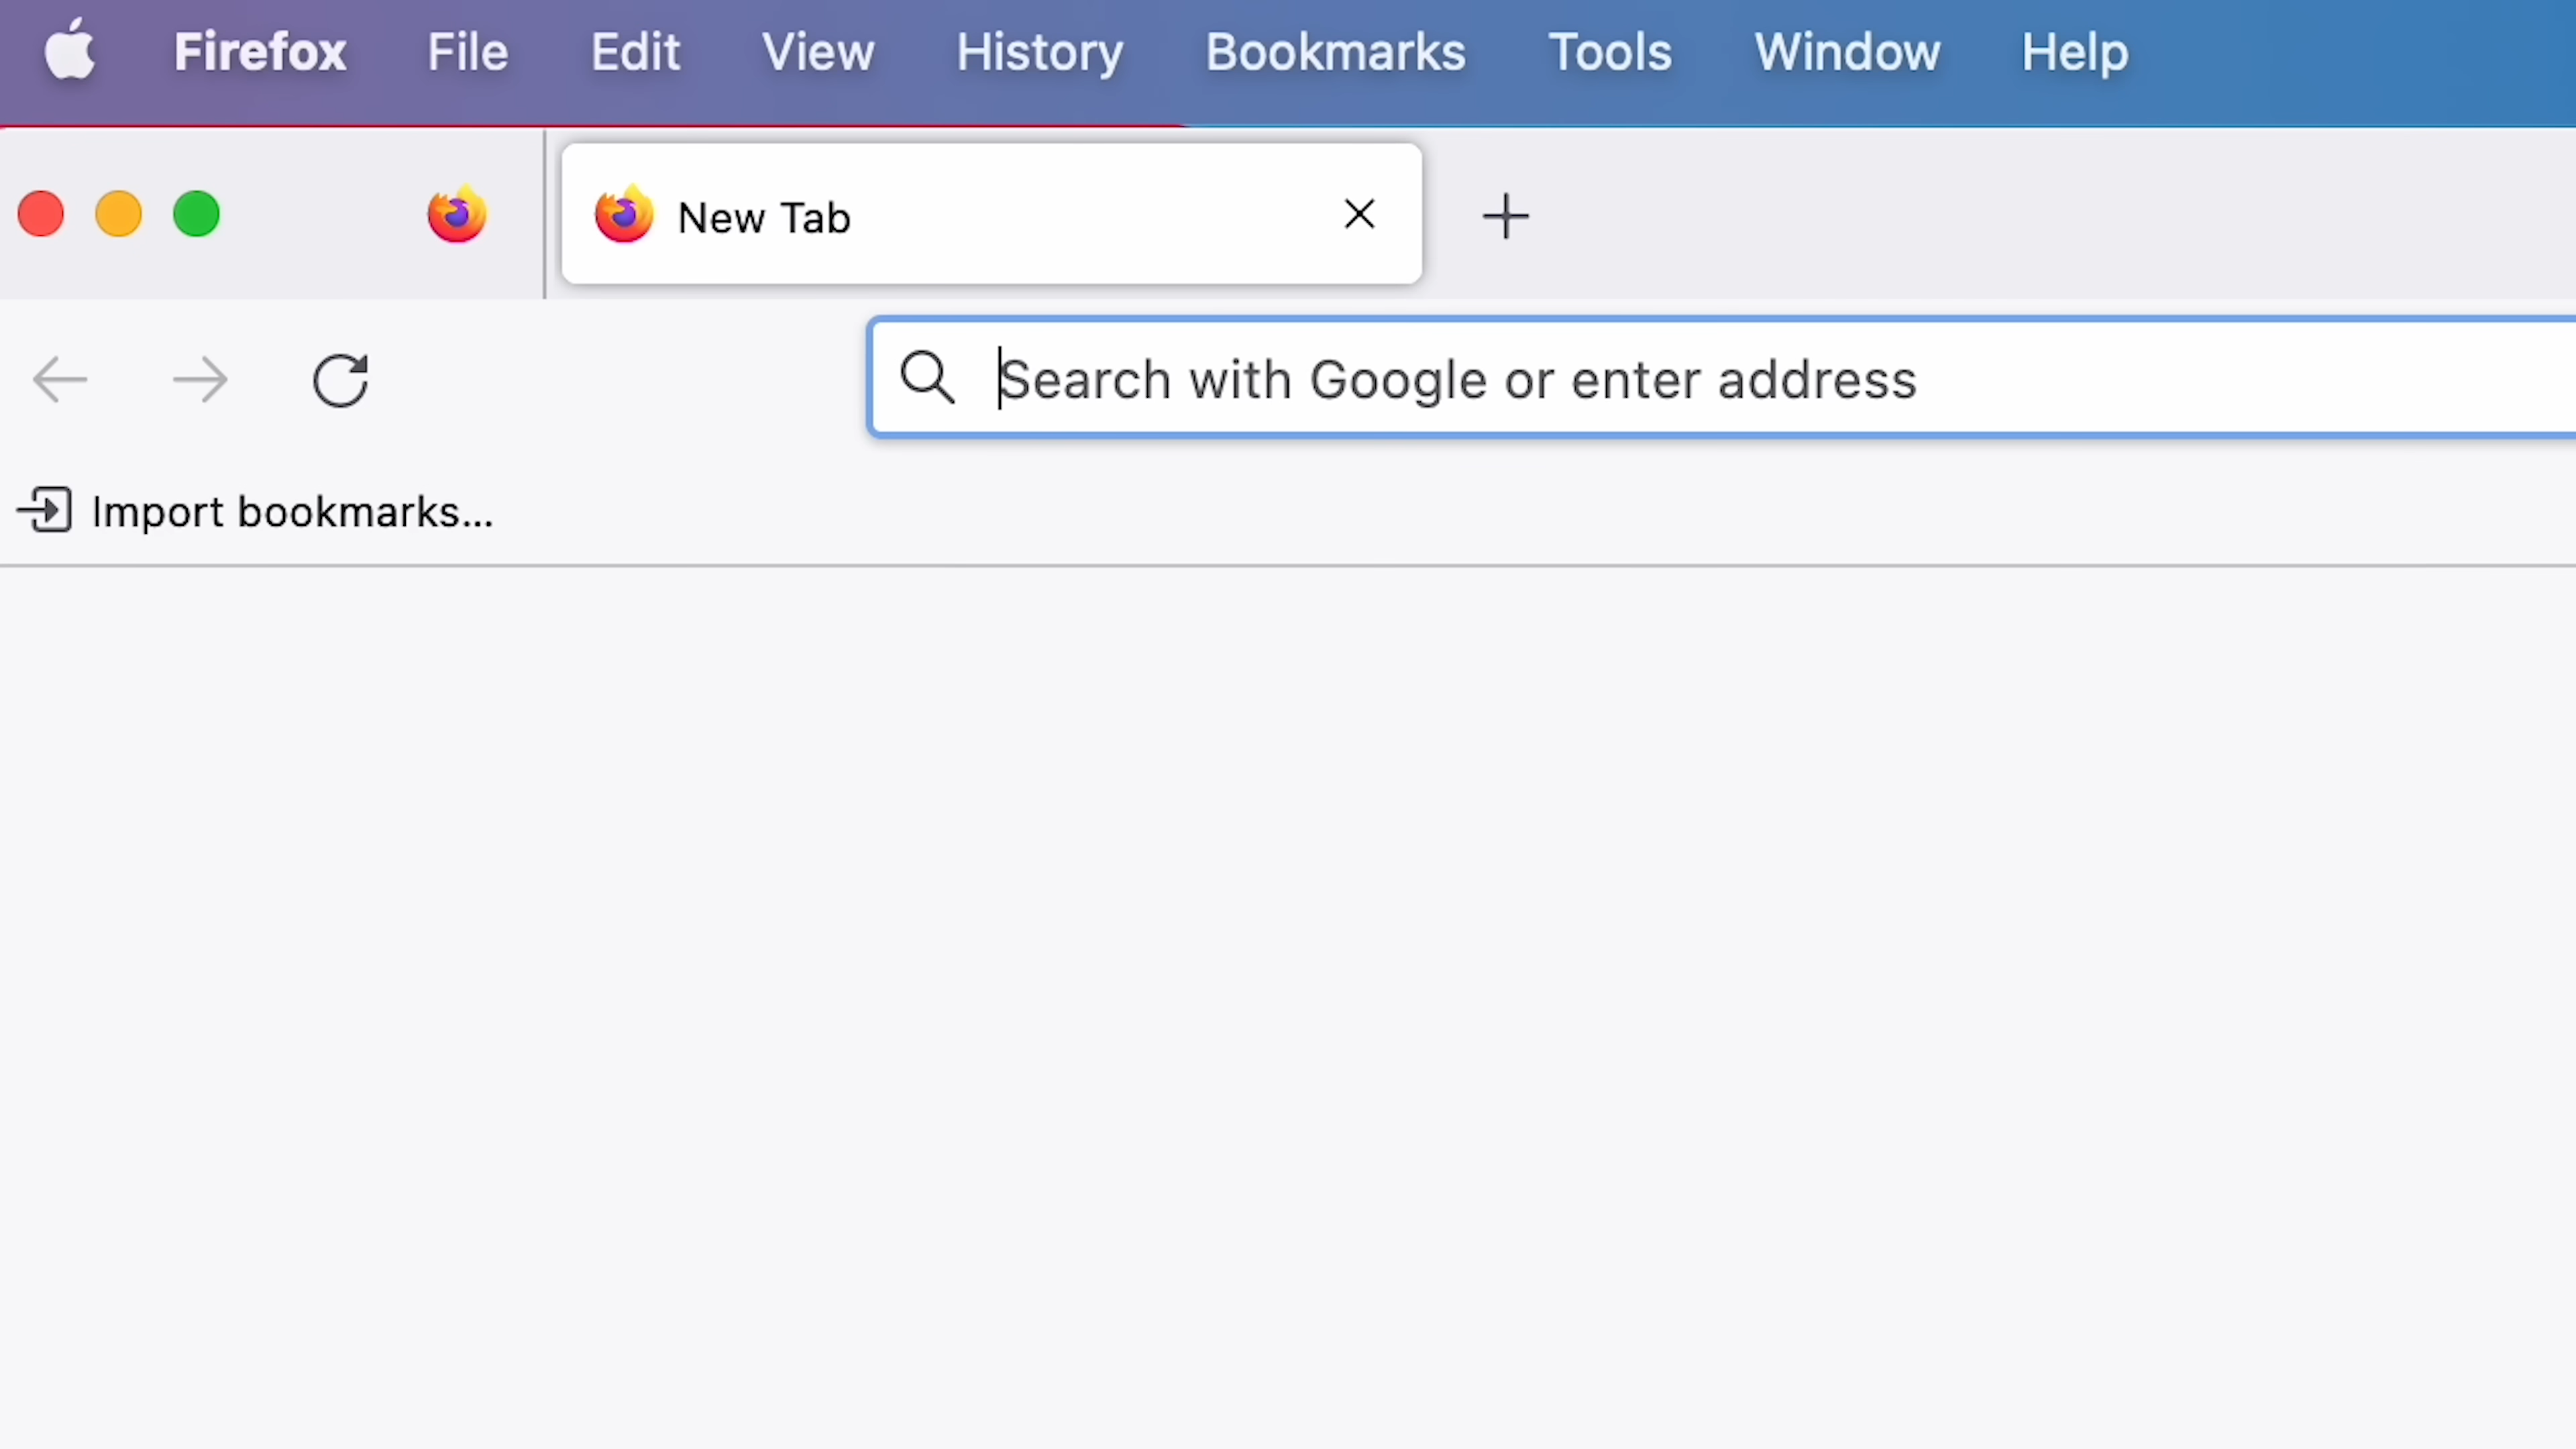 Firefox File Edit View History Bookmarks Tools Window Help
New Tab
Search with Google or enter address
Import bookmarks...